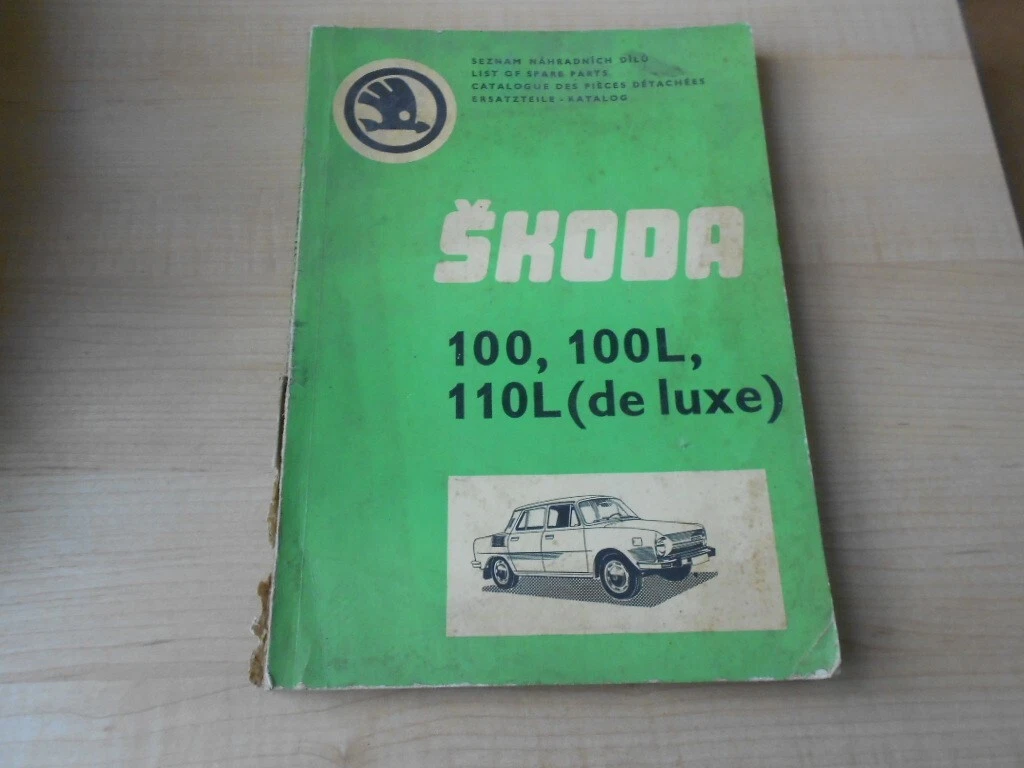 SEZNAM NÁHRADNÍCH DÍLŮ
LIST OF SPARE PARTS
CATALOGUE DES PIÈCES DÉTACHÉES
ERSATZTEILE - KATALOG
ŠKODA
100, 100L,
110L (de luxe)